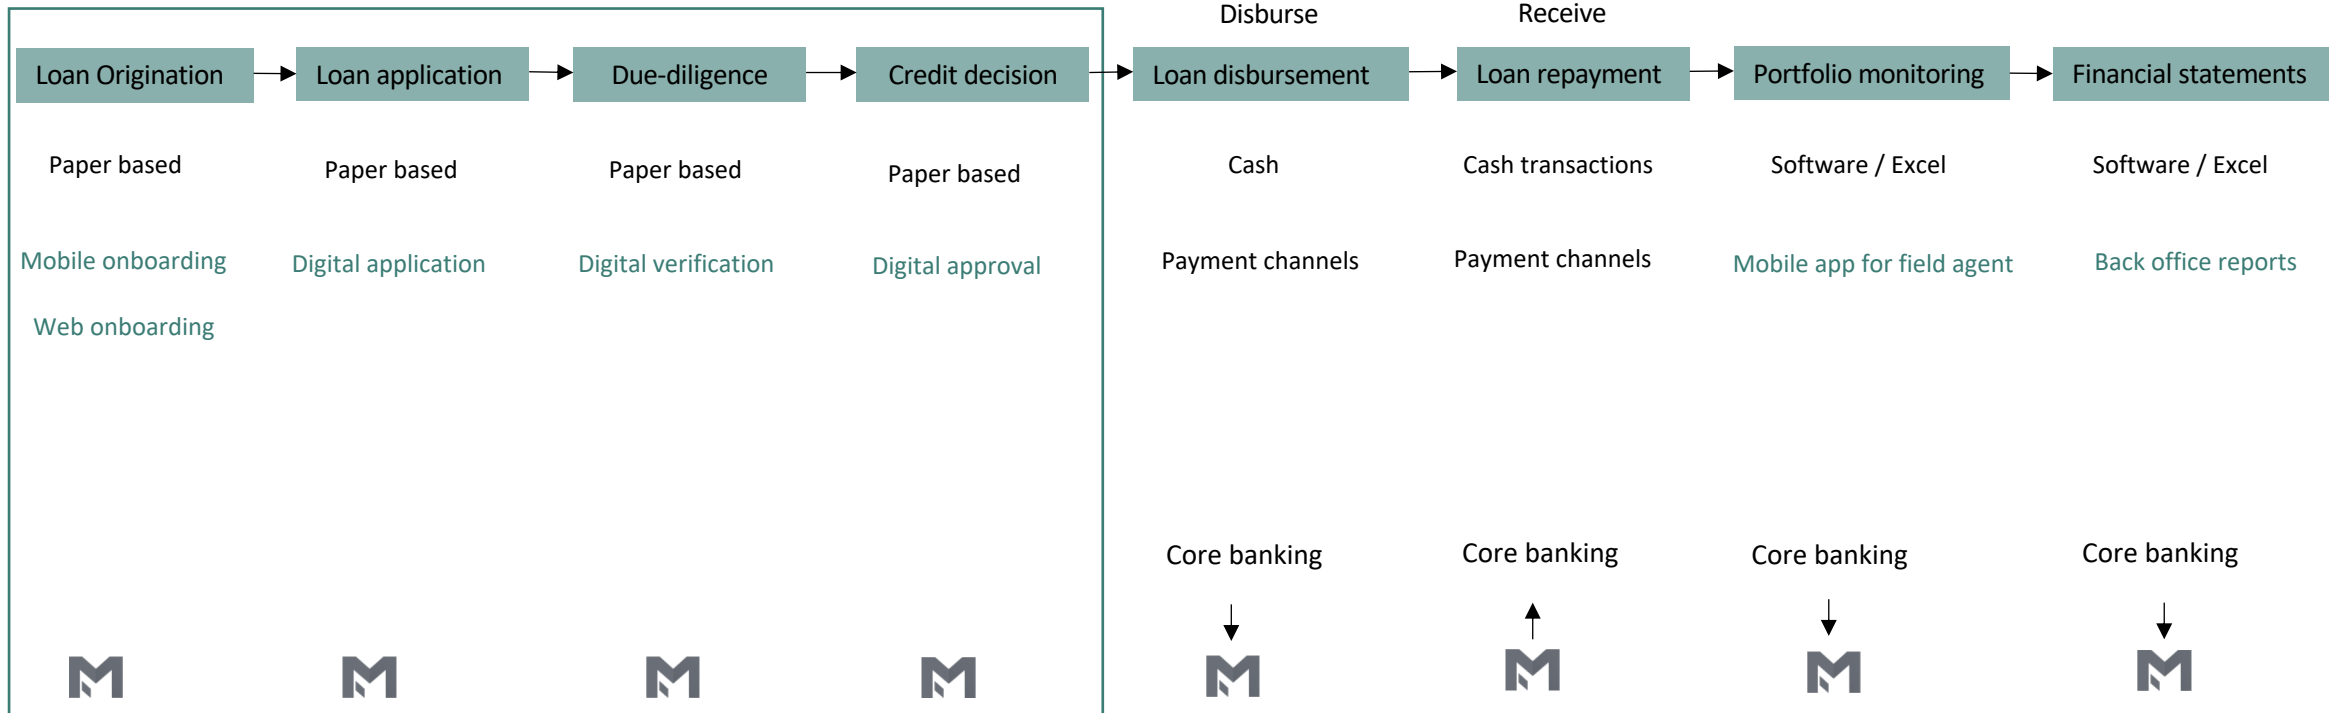 Disburse
Receive
Loan Origination
Loan application
Due-diligence
Credit decision
Loan disbursement
Loan repayment
Portfolio monitoring
Financial statements
Paper based
Paper based
Paper based
Paper based
Cash
Cash transactions
Software / Excel
Software / Excel
Mobile onboarding
Digital application
Digital verification
Digital approval
Payment channels
Payment channels
Mobile app for field agent
Back office reports
Web onboarding
Core banking
Core banking
Core banking
Core banking